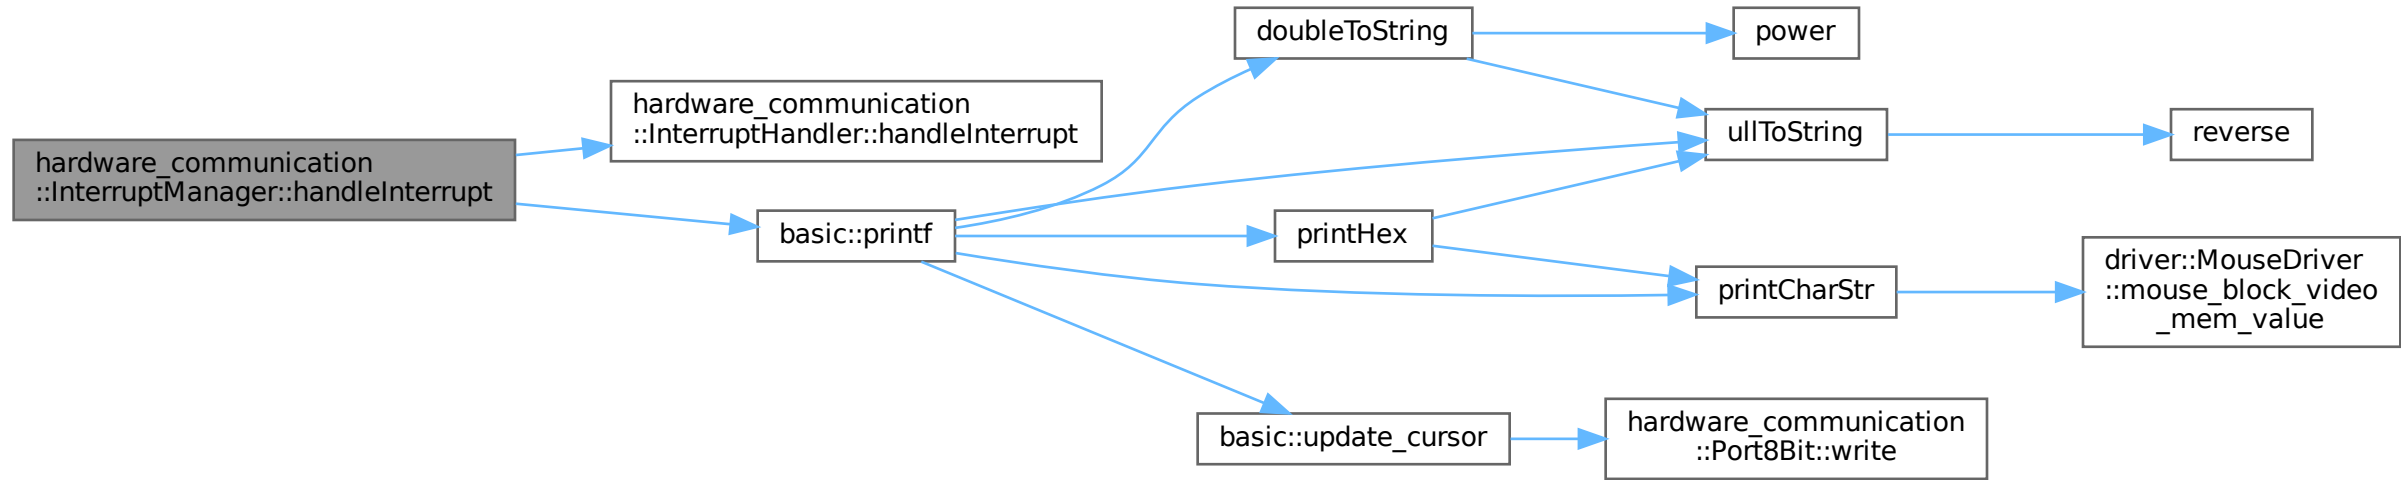 hardware_communication
::InterruptManager::handleInterrupt
hardware_communication
::InterruptHandler::handleInterrupt
basic::printf
doubleToString
power
ullToString
reverse
printHex
printCharStr
driver::MouseDriver
::mouse_block_video
_mem_value
basic::update_cursor
hardware_communication
::Port8Bit::write